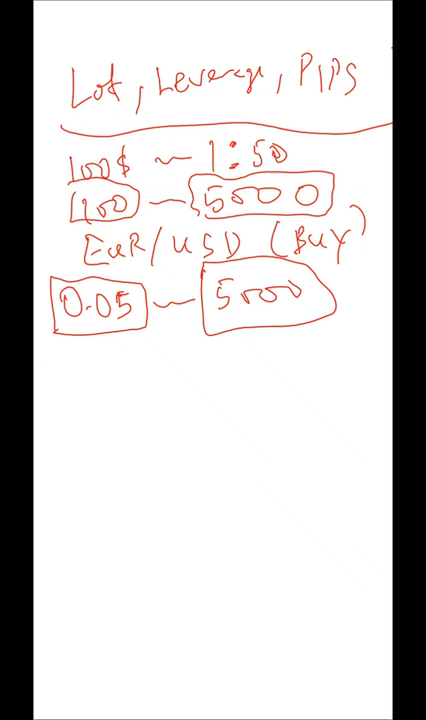 Lot, Leverage, PIPS
100$ ~ 1:50
100 ~ 5000
EUR/USD (BUY)
0.05 ~ 5000